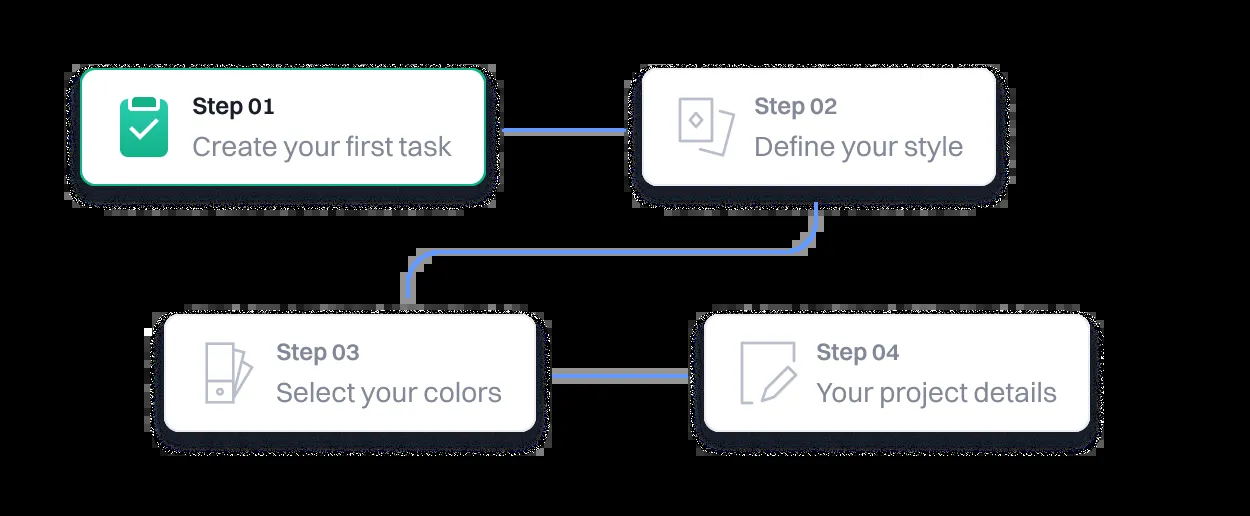 Step 01
Create your first task
Step 02
Define your style
Step 03
Select your colors
Step 04
Your project details